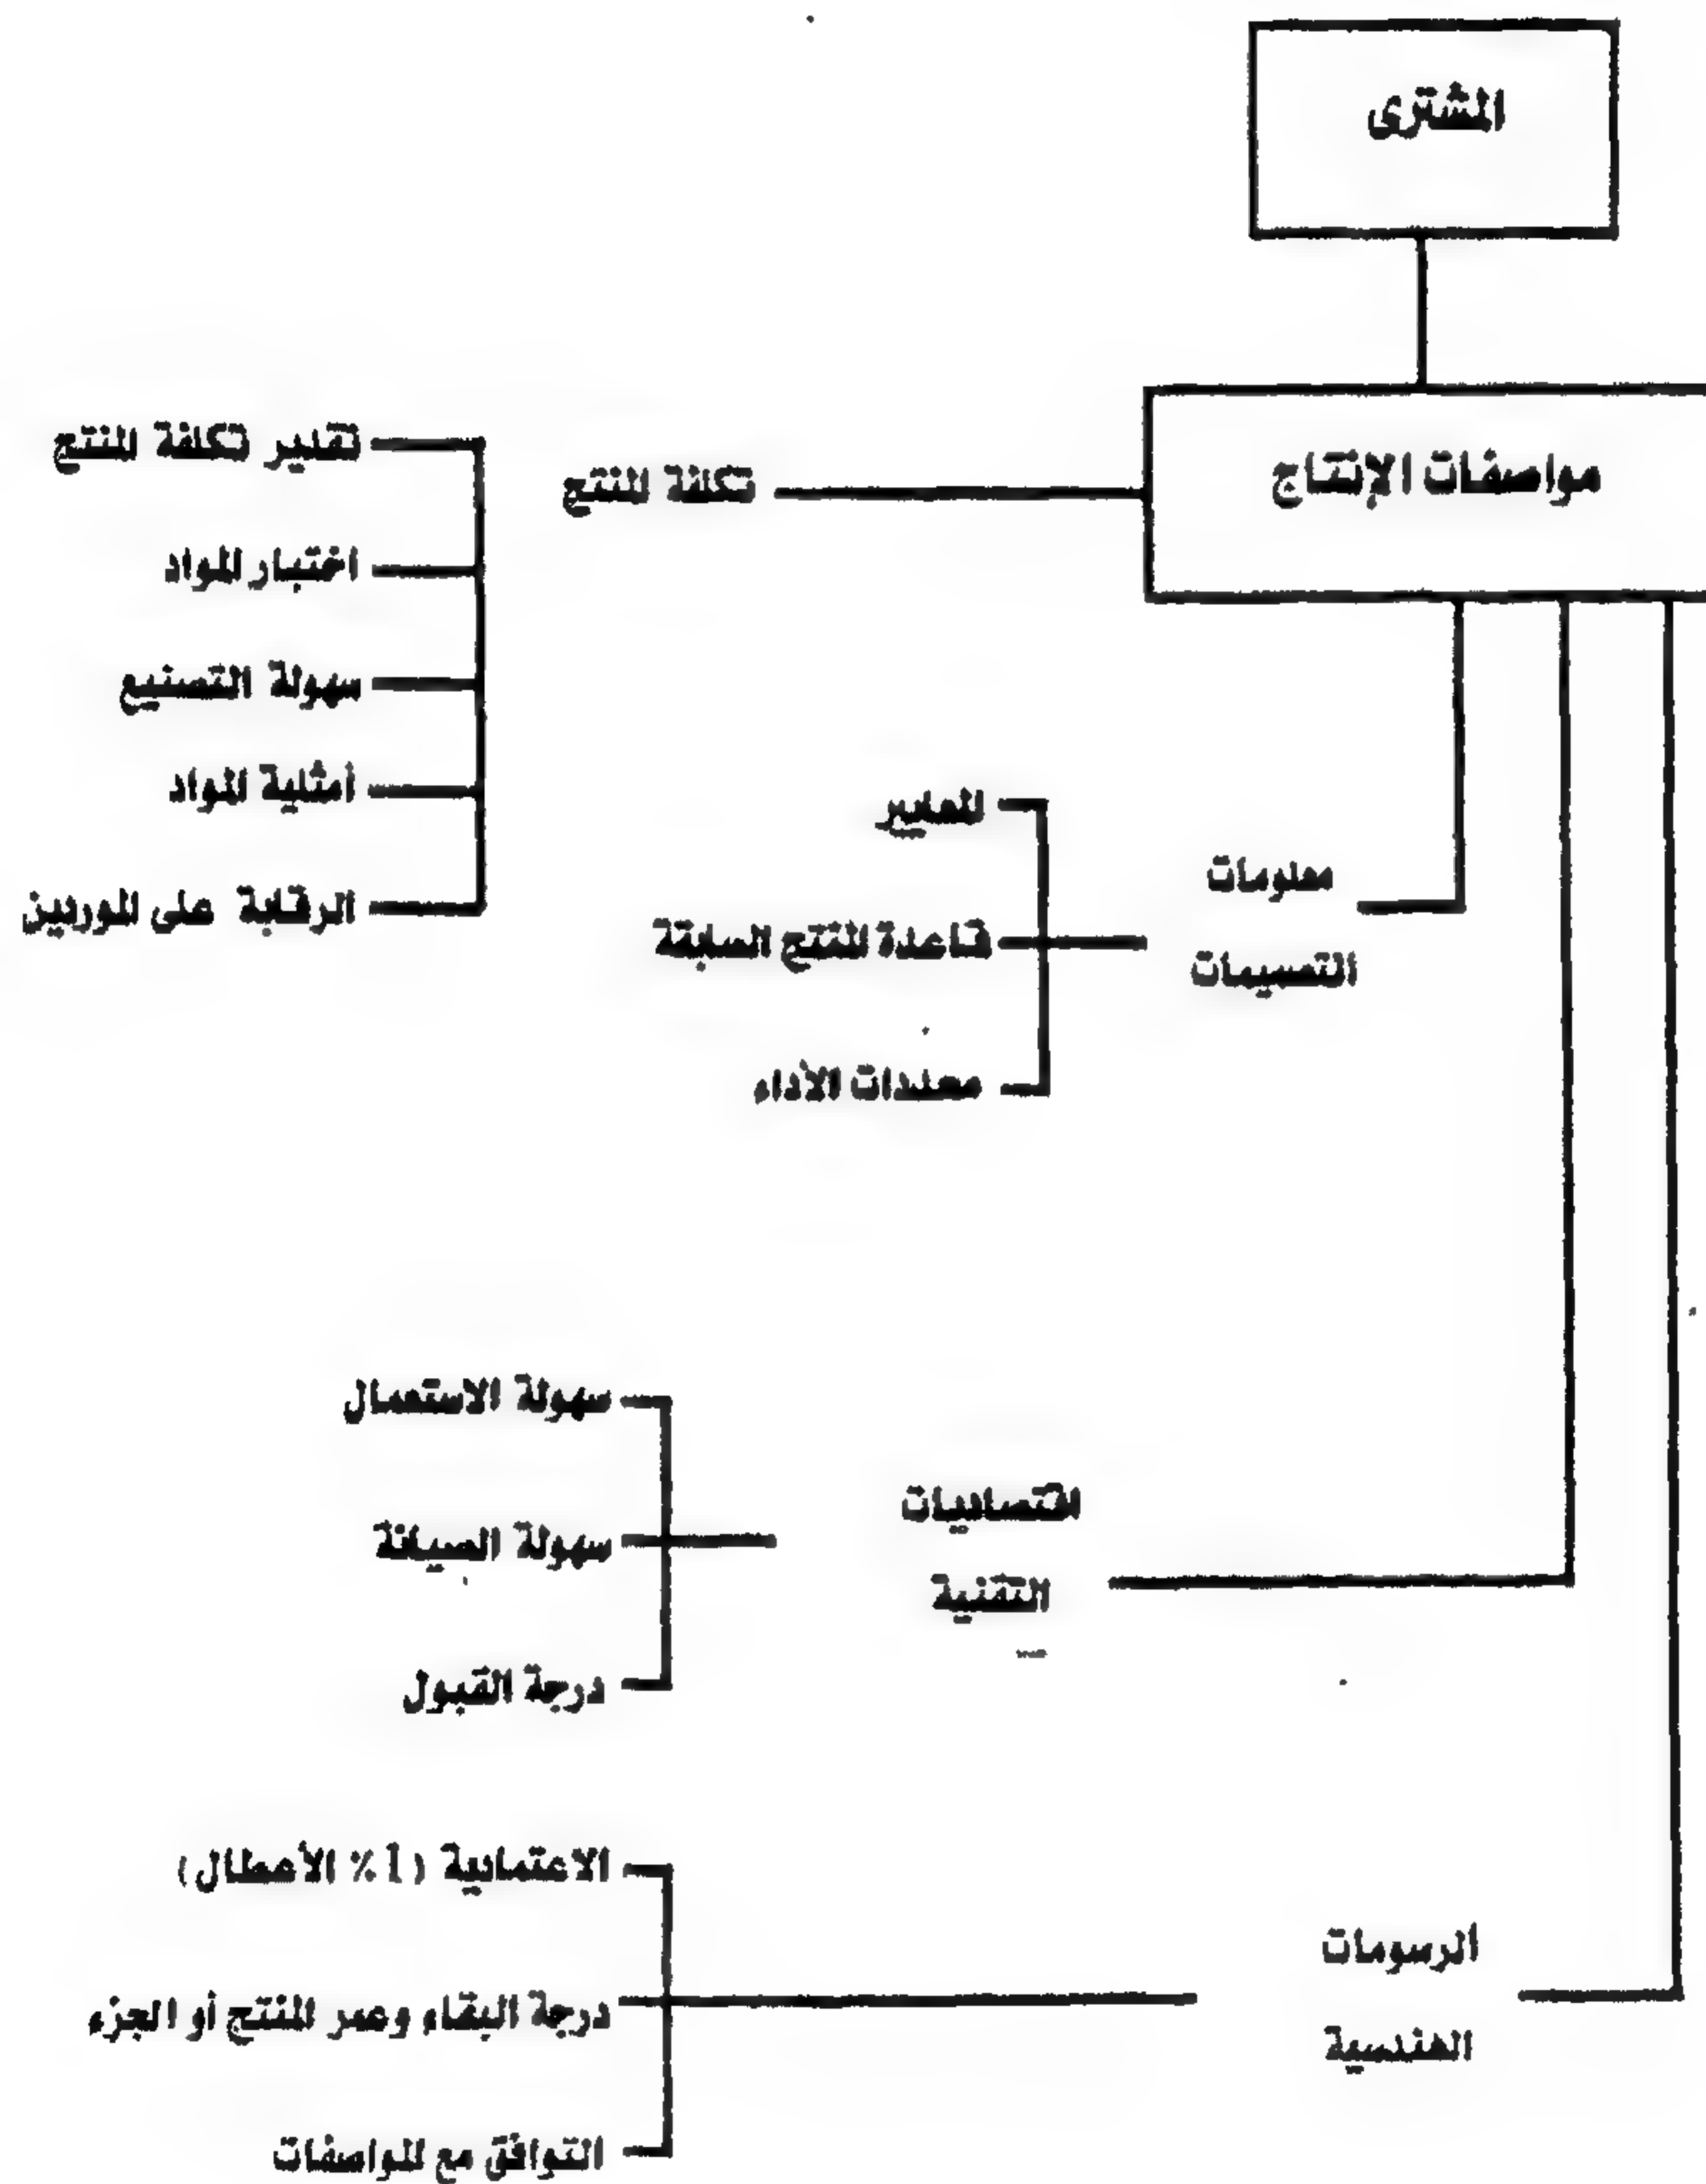 المشترى
مواصفات الإنتاج
تكلفة المنتج
تقدير تكلفة المنتج
اختبار المواد
سهولة التصنيع
أمثلية المواد
الرقابة على الموردين
معلومات
التصميمات
المعايير
قاعدة المنتج السابقة
محددات الأداء
اقتصاديات
التقنية
سهولة الاستعمال
سهولة الصيانة
درجة القبول
الرسومات
الهندسية
الاعتمادية (1٪ الأعطال)
درجة البقاء وعمر المنتج أو الجزء
التوافق مع المواصفات